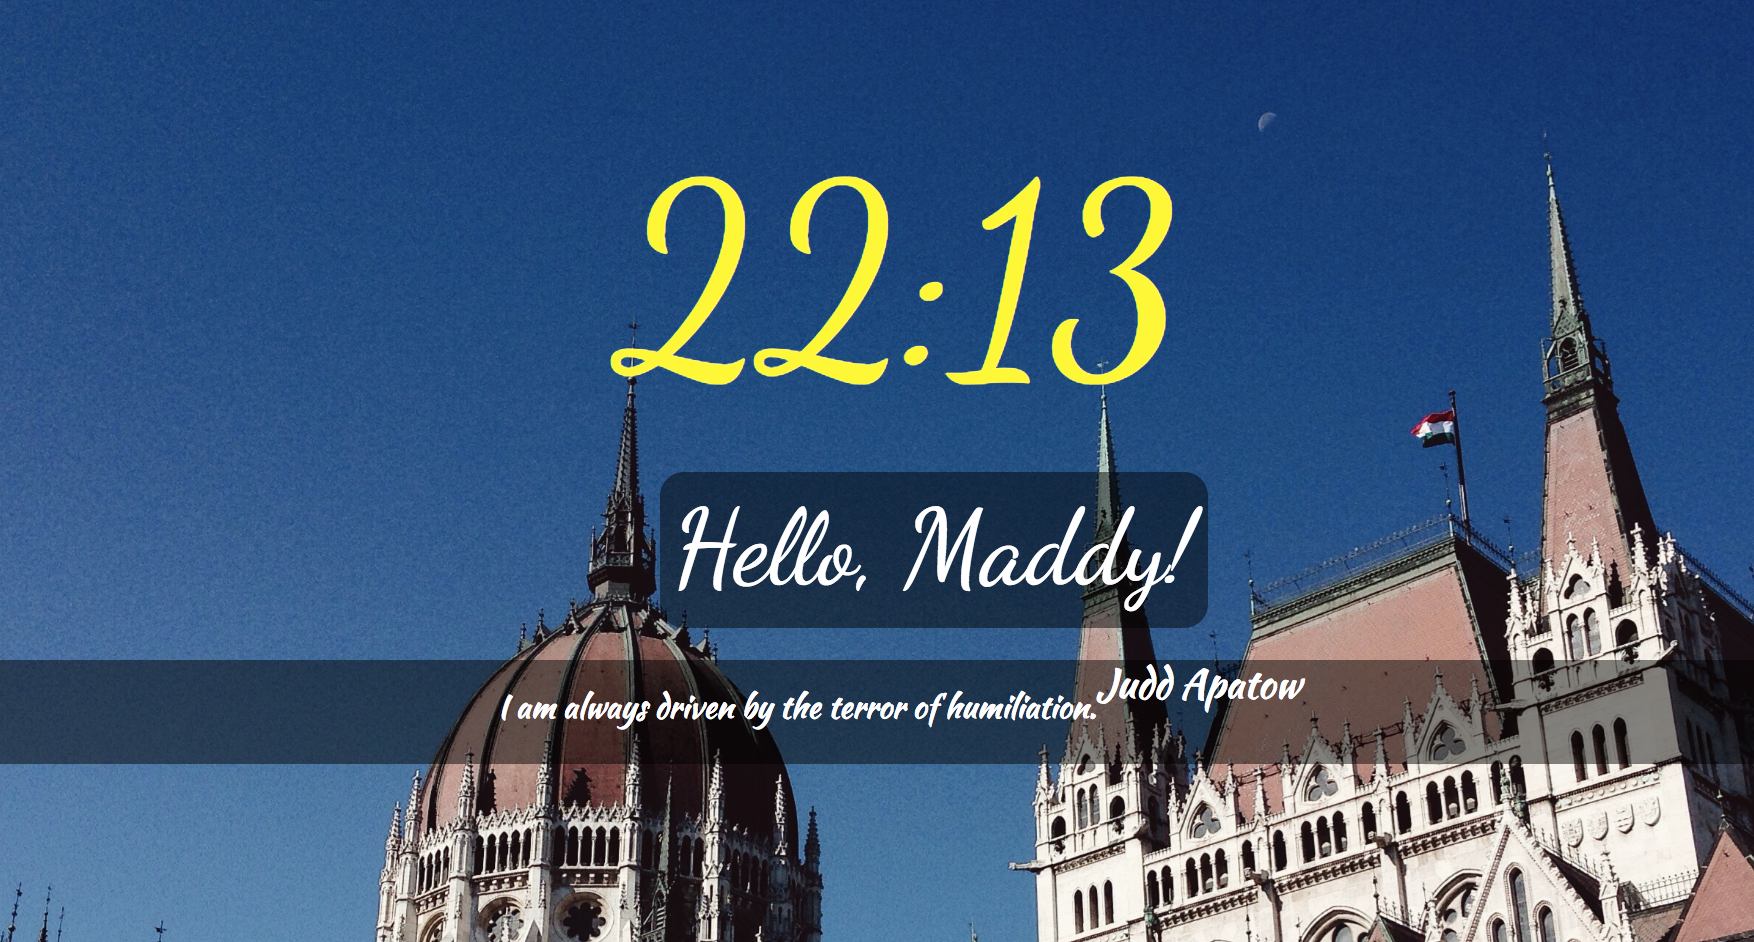 22:13
Hello, Maddy!
I am always driven by the terror of humiliation.
Judd Apatow